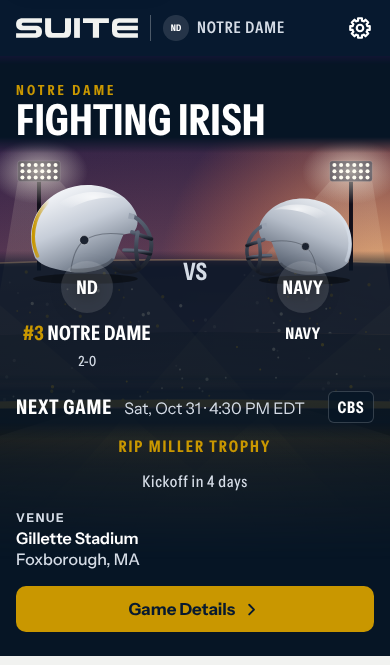 SUITE ND NOTRE DAME
NOTRE DAME
FIGHTING IRISH
VS
ND NAVY
#3 NOTRE DAME NAVY
2-0
NEXT GAME Sat, Oct 31 · 4:30 PM EDT CBS
RIP MILLER TROPHY
Kickoff in 4 days
VENUE
Gillette Stadium
Foxborough, MA
Game Details